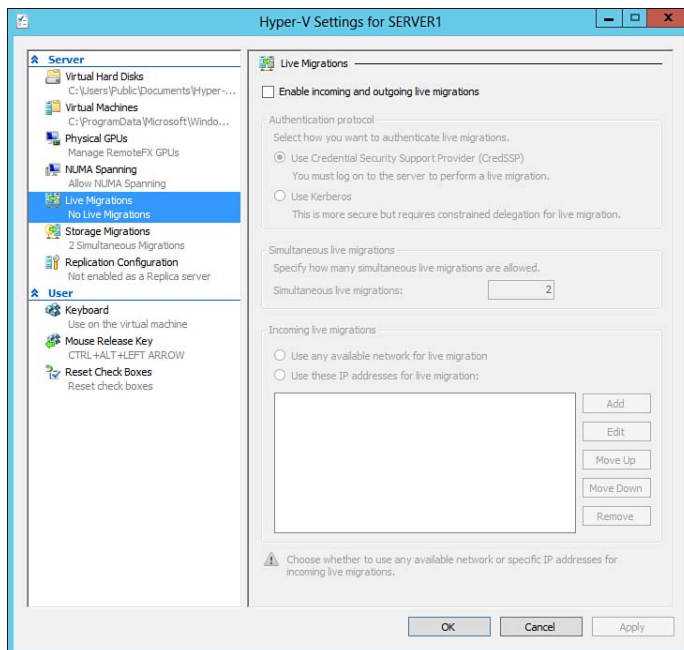 Hyper-V Settings for SERVER1
Server
Virtual Hard Disks
C:\Users\Public\Documents\Hyper-...
Virtual Machines
C:\ProgramData\Microsoft\Windo...
Physical GPUs
Manage RemoteFX GPUs
NUMA Spanning
Allow NUMA Spanning
Live Migrations
No Live Migrations
Storage Migrations
2 Simultaneous Migrations
Replication Configuration
Not enabled as a Replica server
User
Keyboard
Use on the virtual machine
Mouse Release Key
CTRL+ALT+LEFT ARROW
Reset Check Boxes
Reset check boxes
Live Migrations
Enable incoming and outgoing live migrations
Authentication protocol
Select how you want to authenticate live migrations.
Use Credential Security Support Provider (CredSSP)
You must log on to the server to perform a live migration.
Use Kerberos
This is more secure but requires constrained delegation for live migration.
Simultaneous live migrations
Specify how many simultaneous live migrations are allowed.
Simultaneous live migrations: 2
Incoming live migrations
Use any available network for live migration
Use these IP addresses for live migration:
Add
Edit
Move Up
Move Down
Remove
Choose whether to use any available network or specific IP addresses for
incoming live migrations.
OK Cancel Apply